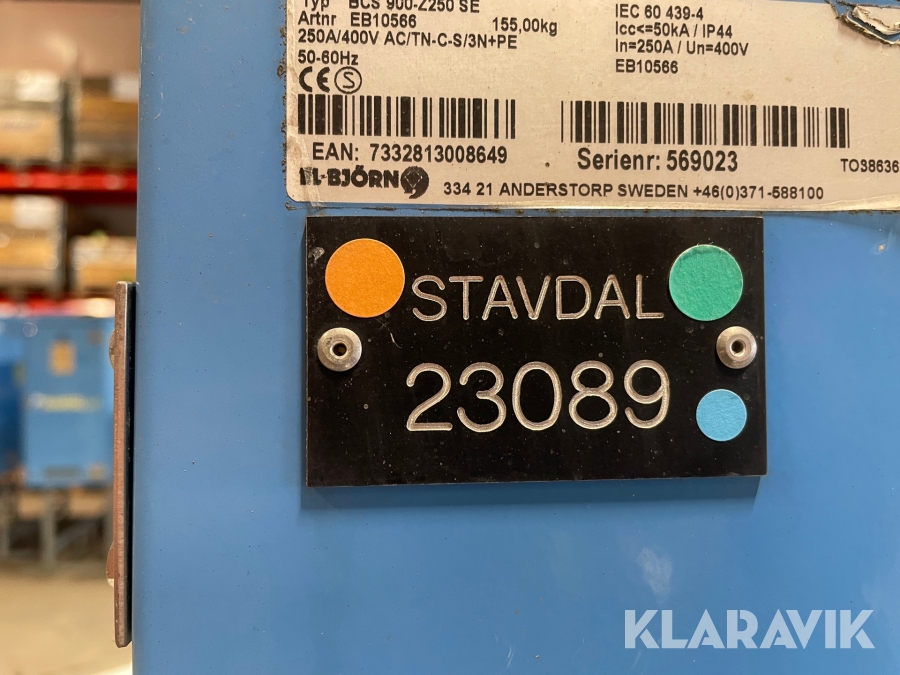 Typ BCS 900-Z250 SE
Artnr EB10566 155,00kg
250A/400V AC/TN-C-S/3N+PE
50-60Hz
CE S
IEC 60 439-4
Icc<=50kA / IP44
In=250A / Un=400V
EB10566
EAN: 7332813008649
Serienr: 569023
TO38636
EL-BJÖRN
334 21 ANDERSTORP SWEDEN +46(0)371-588100
STAVDAL
23089
KLARAVIK